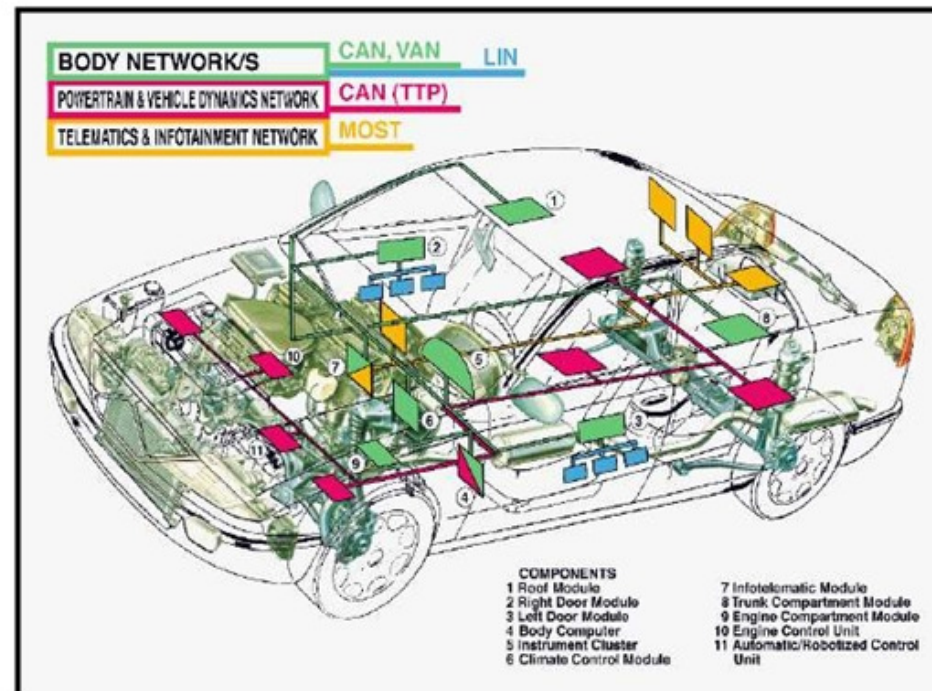 BODY NETWORK/S CAN, VAN LIN
POWERTRAIN & VEHICLE DYNAMICS NETWORK CAN (TTP)
TELEMATICS & INFOTAINMENT NETWORK MOST
1
2
8
10
7
5
6
3
11
9
4
COMPONENTS
1 Roof Module
2 Right Door Module
3 Left Door Module
4 Body Computer
5 Instrument Cluster
6 Climate Control Module
7 Infotelematic Module
8 Trunk Compartment Module
9 Engine Compartment Module
10 Engine Control Unit
11 Automatic/Robotized Control
Unit